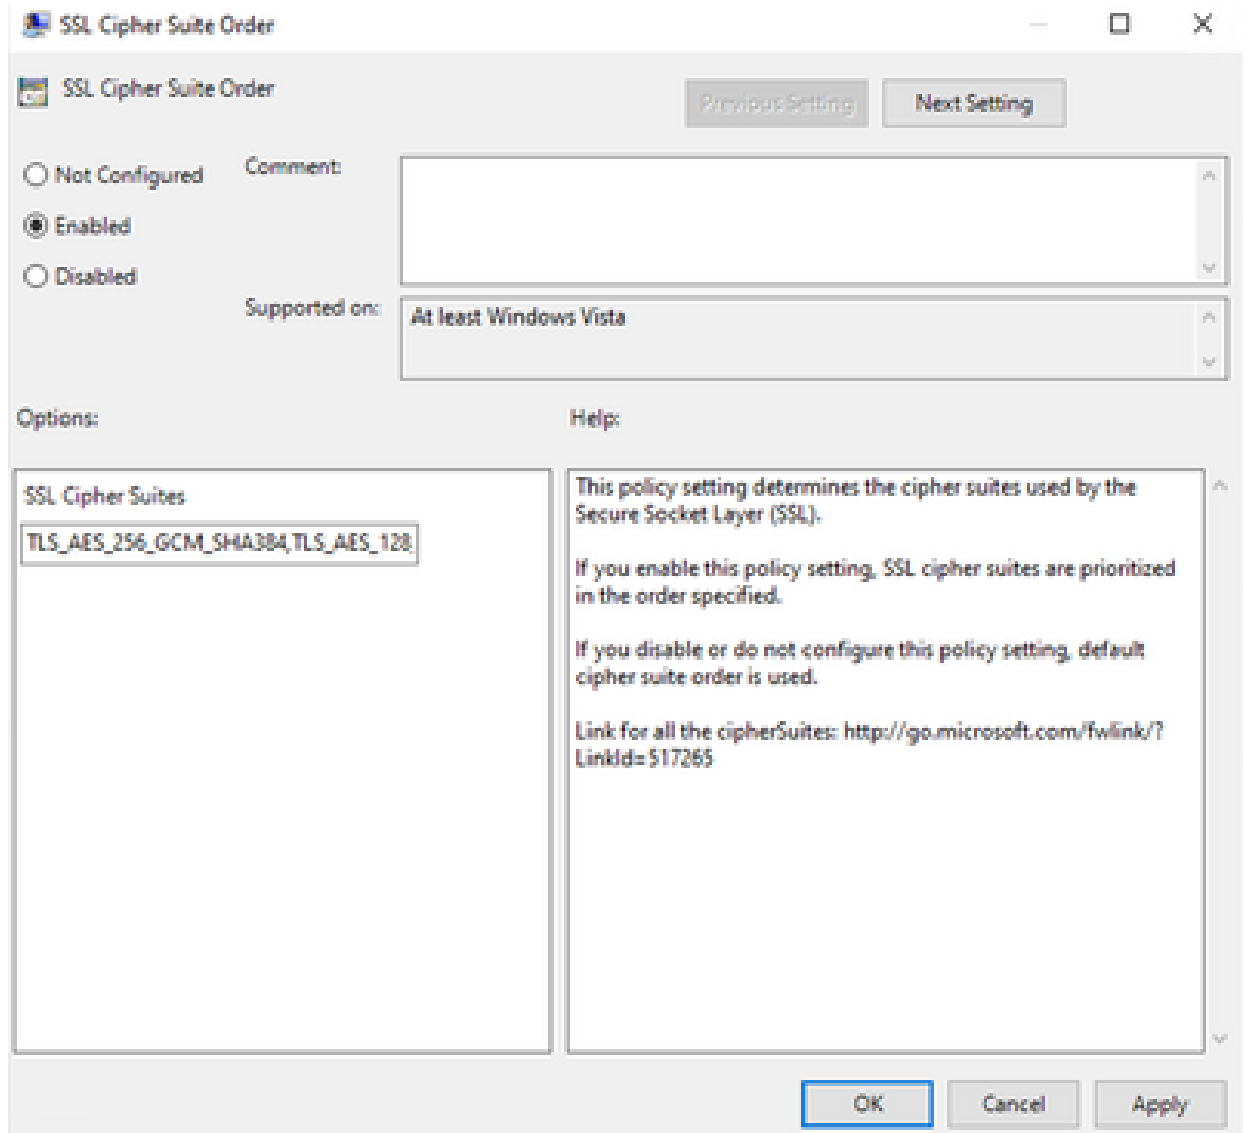 SSL Cipher Suite Order
SSL Cipher Suite Order
Previous Setting
Next Setting
Not Configured
Comment:
Enabled
Disabled
Supported on:
At least Windows Vista
Options:
Help:
SSL Cipher Suites
TLS_AES_256_GCM_SHA384,TLS_AES_128
This policy setting determines the cipher suites used by the
Secure Socket Layer (SSL).
If you enable this policy setting, SSL cipher suites are prioritized
in the order specified.
If you disable or do not configure this policy setting, default
cipher suite order is used.
Link for all the cipherSuites: http://go.microsoft.com/fwlink/?
LinkId=517265
OK
Cancel
Apply